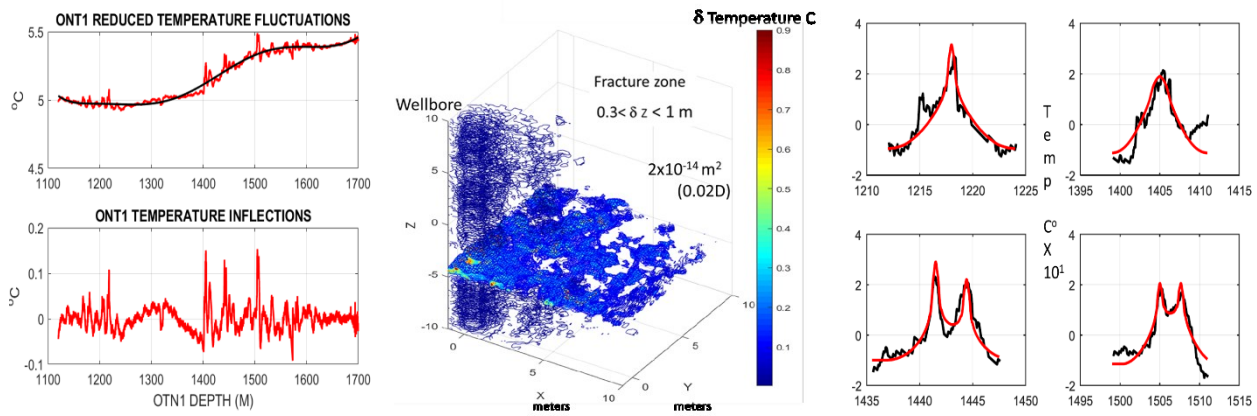 ONT1 REDUCED TEMPERATURE FLUCTUATIONS
5.5
5
4.5
°C
1100 1200 1300 1400 1500 1600 1700
ONT1 TEMPERATURE INFLECTIONS
0.2
0.1
0
-0.1
°C
1100 1200 1300 1400 1500 1600 1700
OTN1 DEPTH (M)
δ Temperature C
Fracture zone
0.3< δ z < 1 m
Wellbore
2x10⁻¹⁴ m²
(0.02D)
10
5
0
-5
-10
Z
0 5 10
X
meters
0 5 10
Y
meters
0.9
0.8
0.7
0.6
0.5
0.4
0.3
0.2
0.1
4
2
0
-2
1210 1215 1220 1225
4
2
0
-2
1395 1400 1405 1410 1415
T
e
m
p
C°
X
10¹
4
2
0
-2
1435 1440 1445 1450
4
2
0
-2
1495 1500 1505 1510 1515